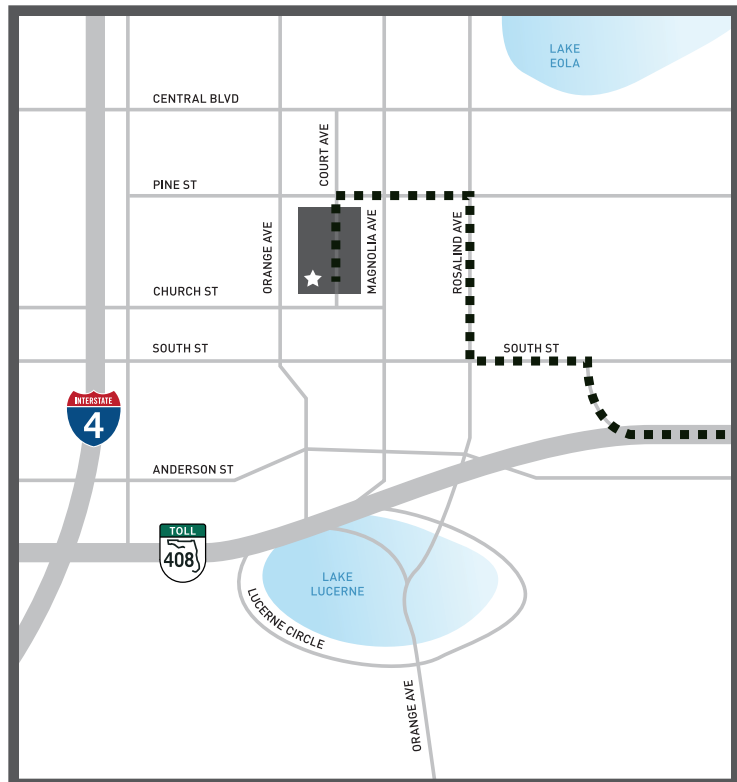 LAKE
EOLA
CENTRAL BLVD
COURT AVE
PINE ST
ORANGE AVE
MAGNOLIA AVE
ROSALIND AVE
CHURCH ST
SOUTH ST
SOUTH ST
INTERSTATE
4
ANDERSON ST
TOLL
408
LAKE
LUCERNE
LUCERNE CIRCLE
ORANGE AVE